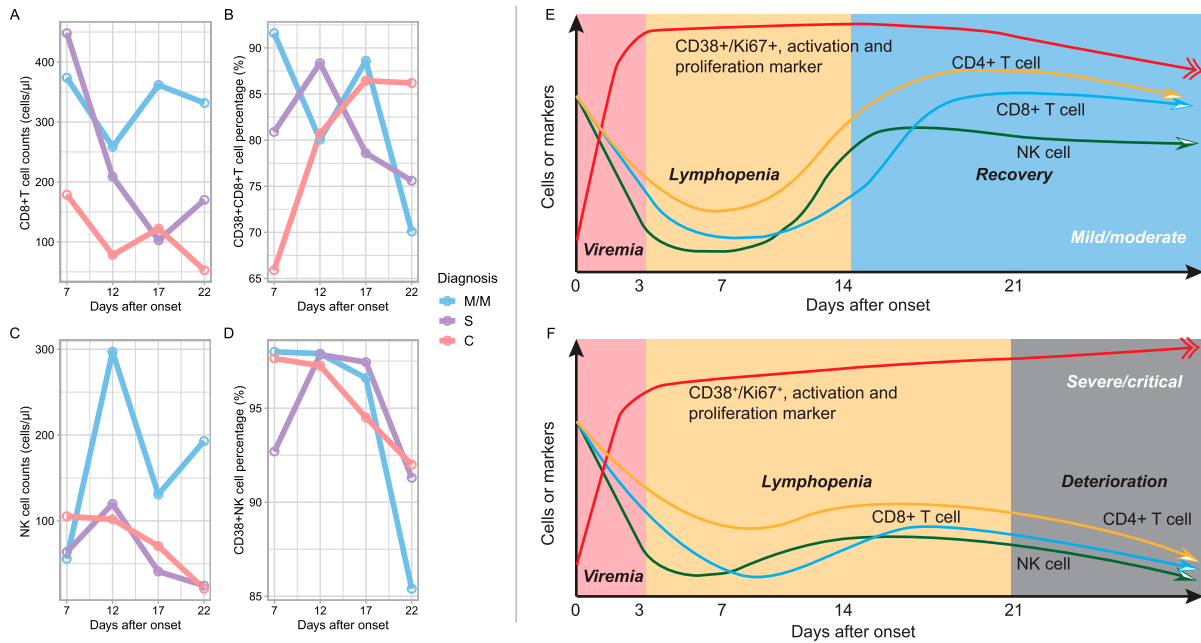 A
CD8+T cell counts (cells/µl)
400
300
200
100
7
12
17
22
Days after onset
B
CD38+CD8+T cell percentage (%)
90
85
80
75
70
65
7
12
17
22
Days after onset
Diagnosis
M/M
S
C
C
NK cell counts (cells/µl)
300
200
100
7
12
17
22
Days after onset
D
CD38+NK cell percentage (%)
95
90
85
7
12
17
22
Days after onset
E
Cells or markers
CD38+/Ki67+, activation and
proliferation marker
CD4+ T cell
CD8+ T cell
NK cell
Lymphopenia
Recovery
Viremia
Mild/moderate
0
3
7
14
21
Days after onset
F
Cells or markers
Severe/critical
CD38⁺/Ki67⁺, activation and
proliferation marker
Lymphopenia
Deterioration
CD8+ T cell
CD4+ T cell
NK cell
Viremia
0
3
7
14
21
Days after onset